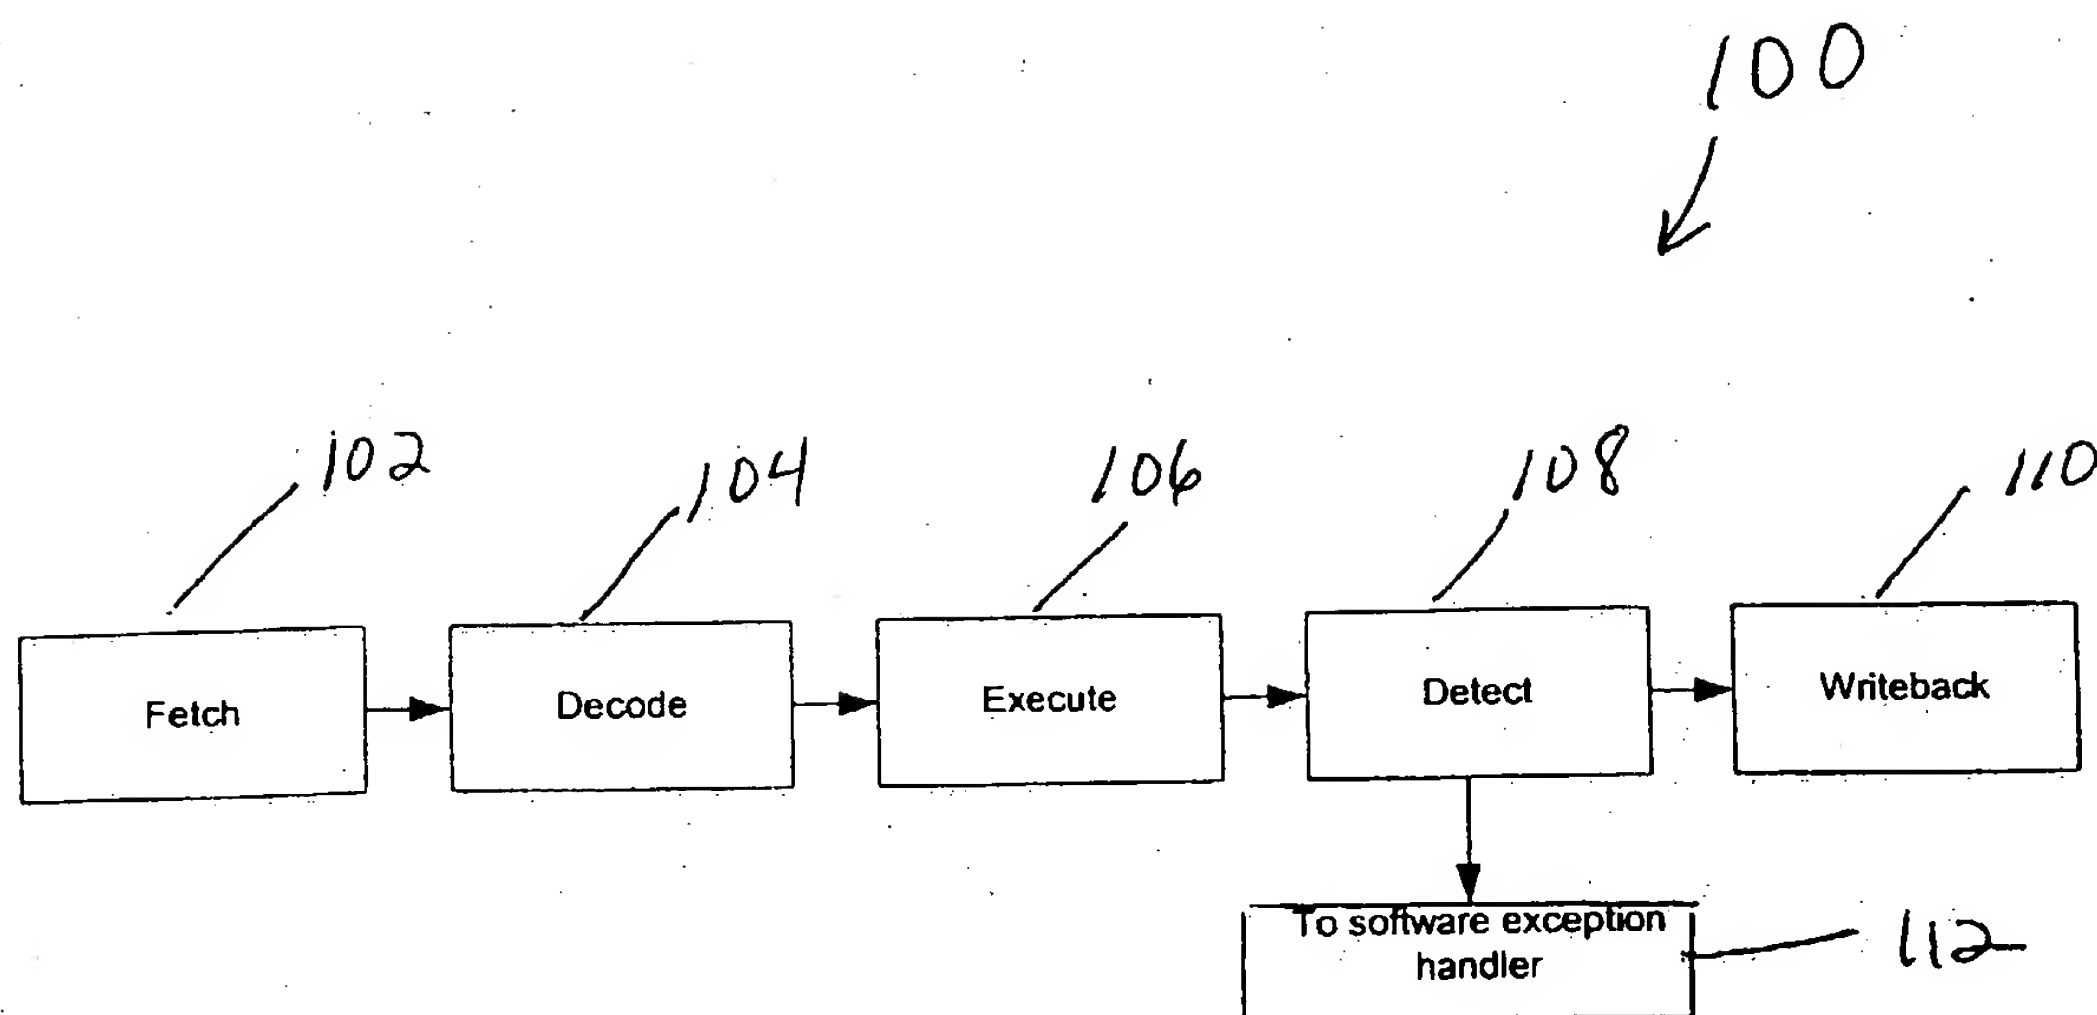 100
102
104
106
108
110
Fetch
Decode
Execute
Detect
Writeback
To software exception
handler
112